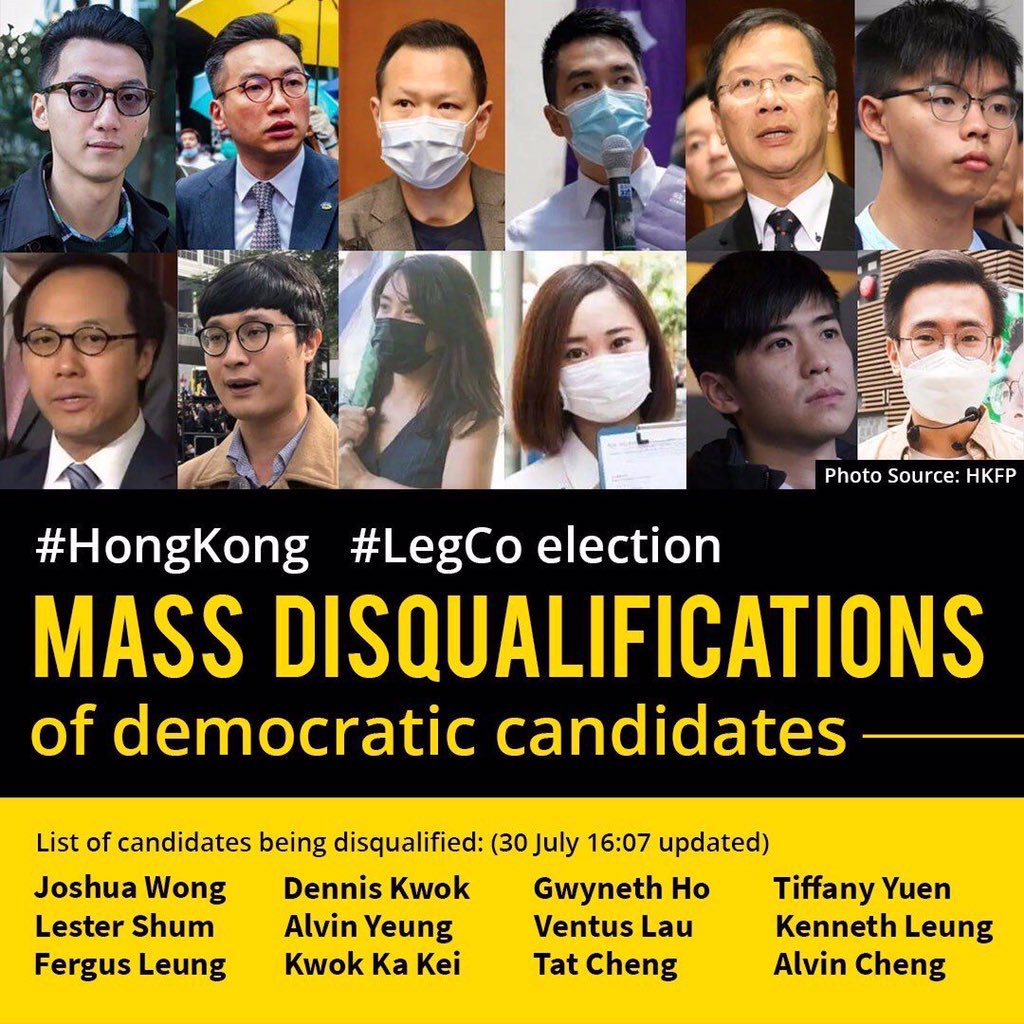 Photo Source: HKFP
#HongKong #LegCo election
MASS DISQUALIFICATIONS
of democratic candidates
List of candidates being disqualified: (30 July 16:07 updated)
Joshua Wong Dennis Kwok Gwyneth Ho Tiffany Yuen
Lester Shum Alvin Yeung Ventus Lau Kenneth Leung
Fergus Leung Kwok Ka Kei Tat Cheng Alvin Cheng